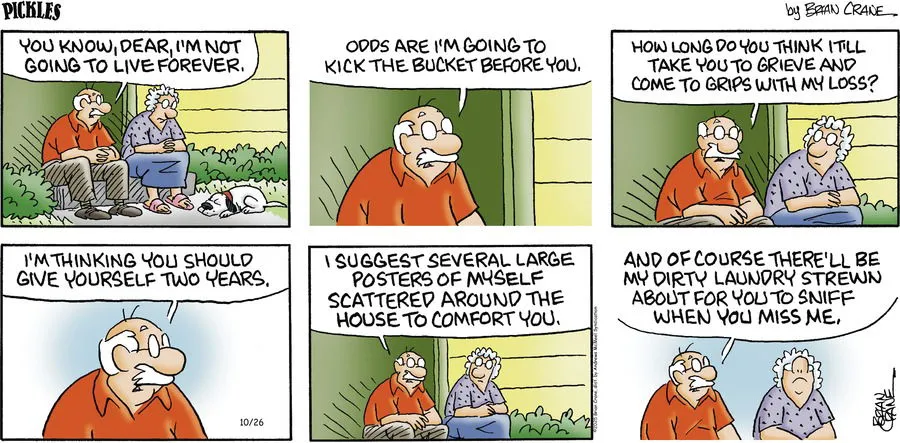 PICKLES
by BRIAN CRANE
YOU KNOW, DEAR, I'M NOT
GOING TO LIVE FOREVER.
ODDS ARE I'M GOING TO
KICK THE BUCKET BEFORE YOU.
HOW LONG DO YOU THINK IT'LL
TAKE YOU TO GRIEVE AND
COME TO GRIPS WITH MY LOSS?
I'M THINKING YOU SHOULD
GIVE YOURSELF TWO YEARS.
10/26
I SUGGEST SEVERAL LARGE
POSTERS OF MYSELF
SCATTERED AROUND THE
HOUSE TO COMFORT YOU.
AND OF COURSE THERE'LL BE
MY DIRTY LAUNDRY STREWN
ABOUT FOR YOU TO SNIFF
WHEN YOU MISS ME.
BRIAN
CRANE